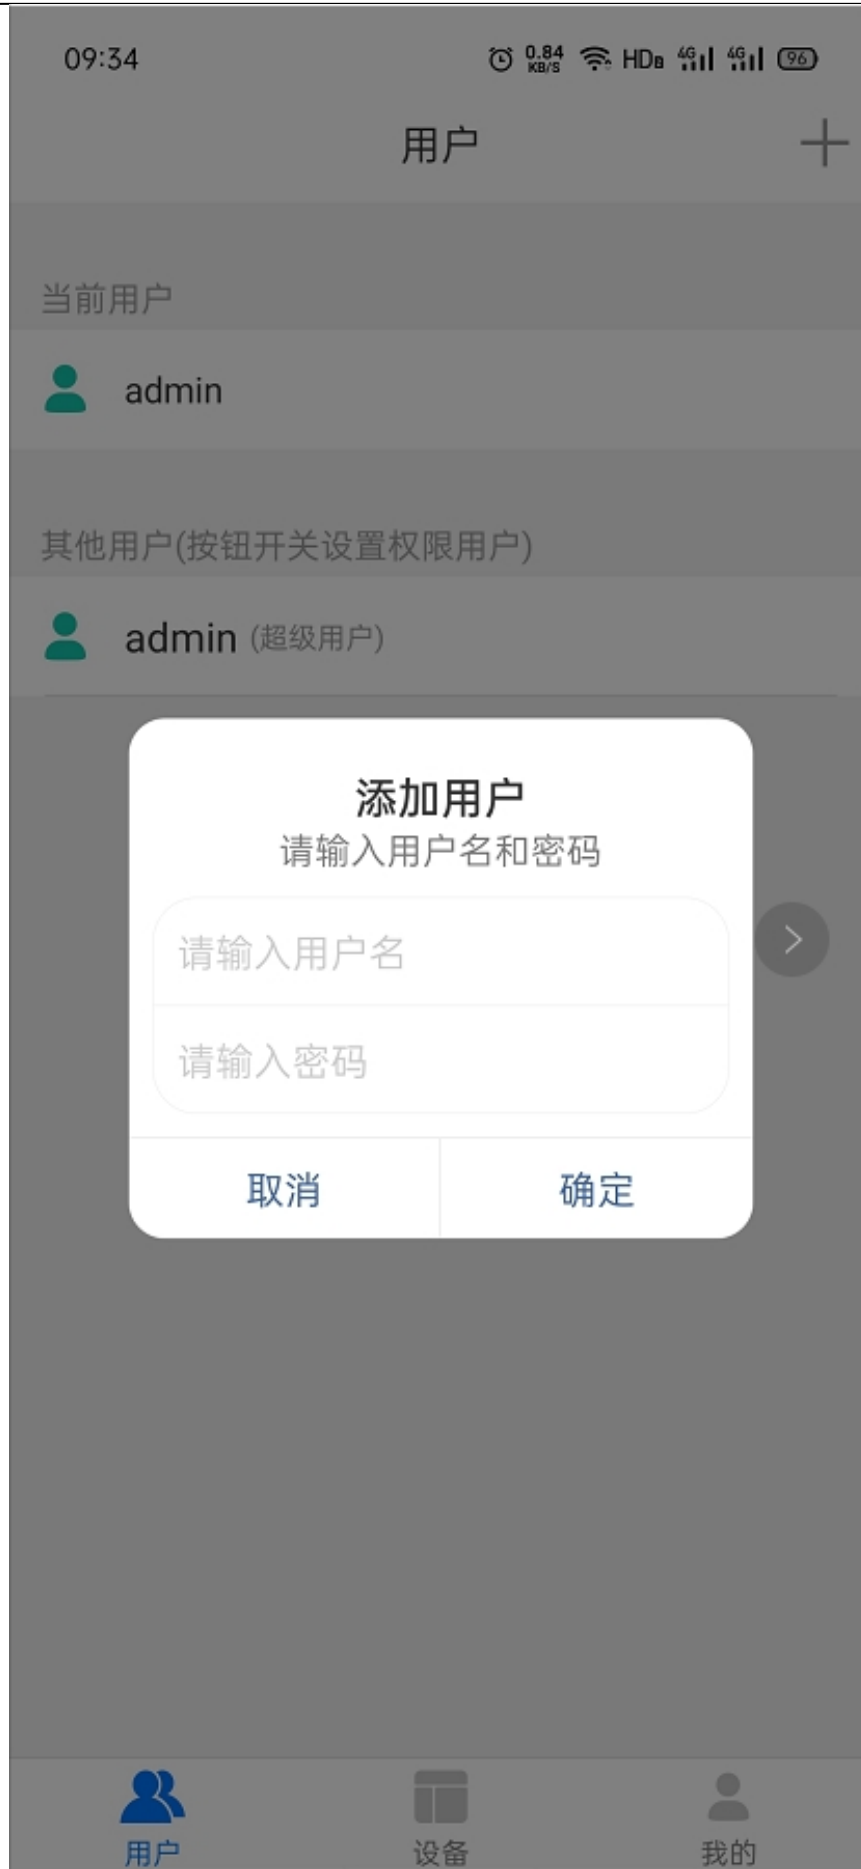 09:34 0.84 KB/S HD 4G 4G 96
用户
当前用户
admin
其他用户(按钮开关设置权限用户)
admin (超级用户)
添加用户
请输入用户名和密码
请输入用户名
请输入密码
取消 确定
用户 设备 我的